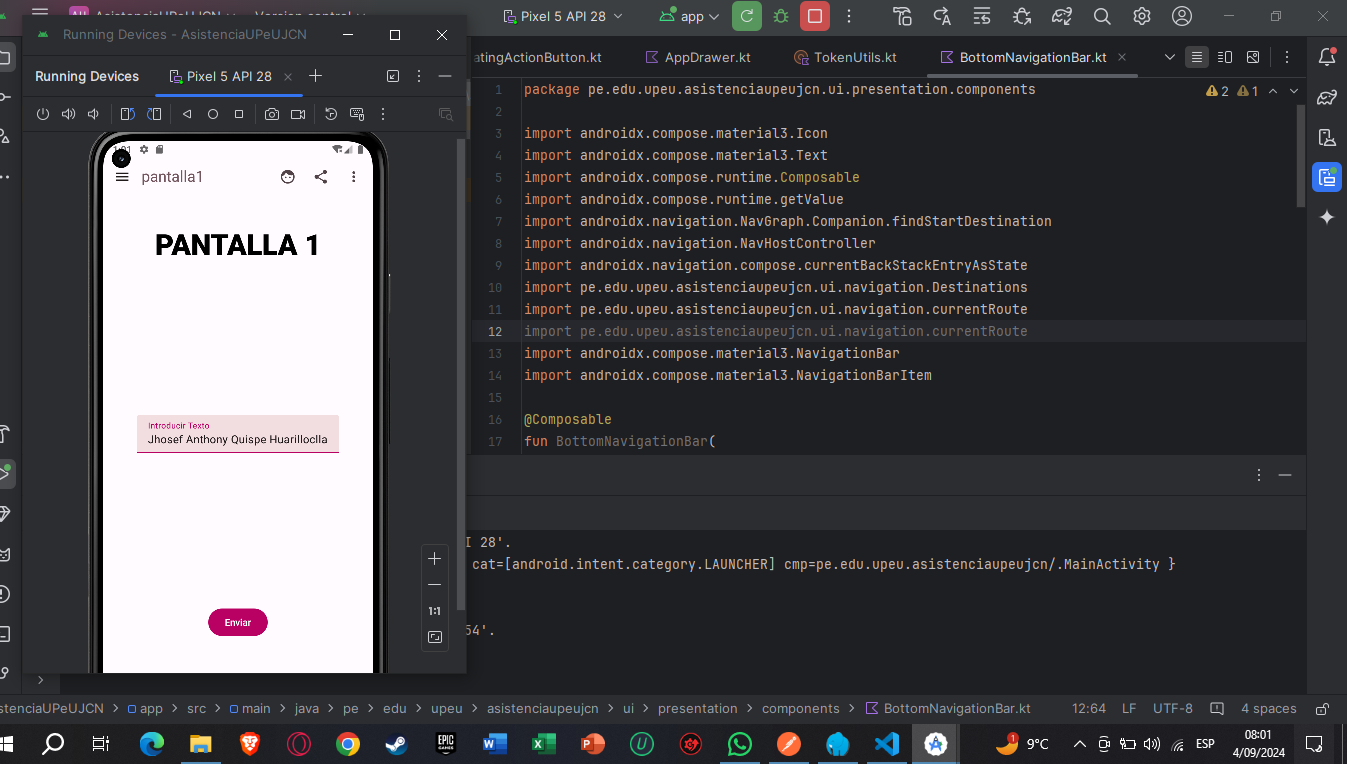 AsistenciaUPeUJCN
Version control
Pixel 5 API 28
app
Running Devices - AsistenciaUPeUJCN
Running Devices
Pixel 5 API 28
atingActionButton.kt
AppDrawer.kt
TokenUtils.kt
BottomNavigationBar.kt
2 1
1 package pe.edu.upeu.asistenciaupeujcn.ui.presentation.components
2
3 import androidx.compose.material3.Icon
4 import androidx.compose.material3.Text
5 import androidx.compose.runtime.Composable
6 import androidx.compose.runtime.getValue
7 import androidx.navigation.NavGraph.Companion.findStartDestination
8 import androidx.navigation.NavHostController
9 import androidx.navigation.compose.currentBackStackEntryAsState
10 import pe.edu.upeu.asistenciaupeujcn.ui.navigation.Destinations
11 import pe.edu.upeu.asistenciaupeujcn.ui.navigation.currentRoute
12 import pe.edu.upeu.asistenciaupeujcn.ui.navigation.currentRoute
13 import androidx.compose.material3.NavigationBar
14 import androidx.compose.material3.NavigationBarItem
15
16 @Composable
17 fun BottomNavigationBar(
pantalla1
PANTALLA 1
Introducir Texto
Jhosef Anthony Quispe Huarilloclla
Enviar
1:1
I 28'.
cat=[android.intent.category.LAUNCHER] cmp=pe.edu.upeu.asistenciaupeujcn/.MainActivity }
54'.
stenciaUPeUJCN > app > src > main > java > pe > edu > upeu > asistenciaupeujcn > ui > presentation > components > BottomNavigationBar.kt
12:64 LF UTF-8 4 spaces
EPIC GAMES
1
9°C
ESP
08:01
4/09/2024